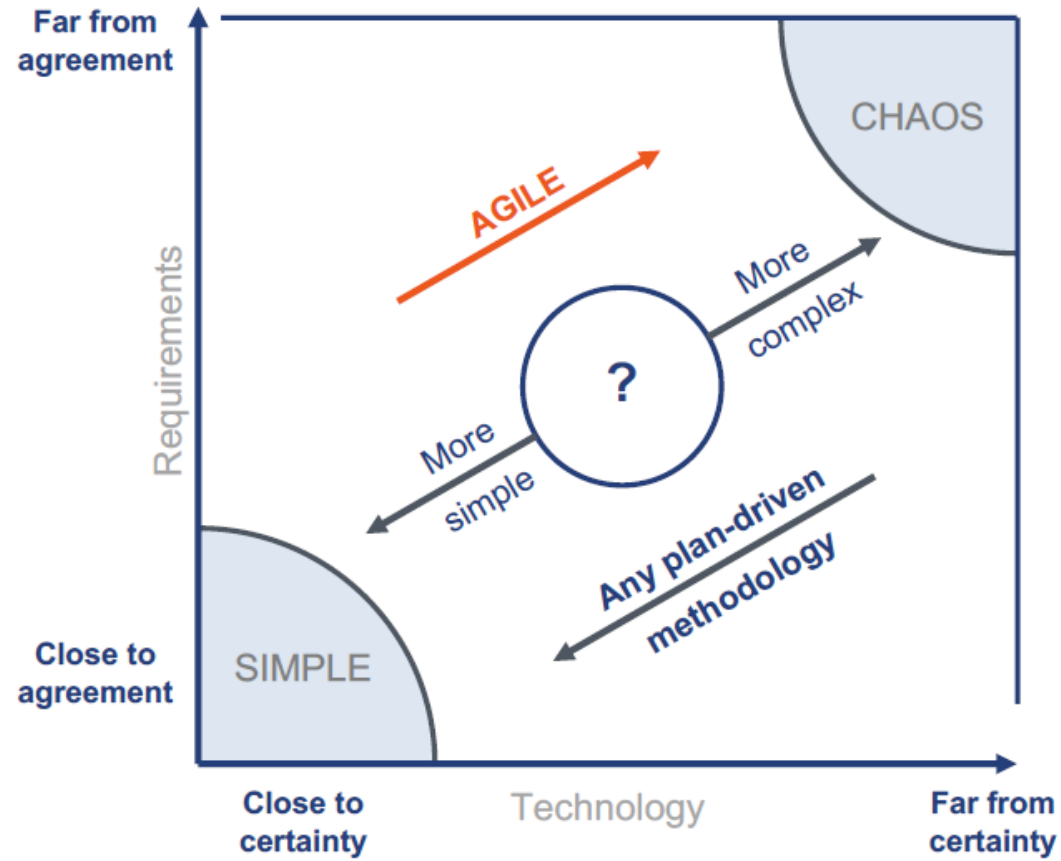 Far from
agreement
CHAOS
AGILE
More
complex
Requirements
?
More
simple
Any plan-driven
methodology
Close to
agreement
SIMPLE
Close to
certainty
Technology
Far from
certainty